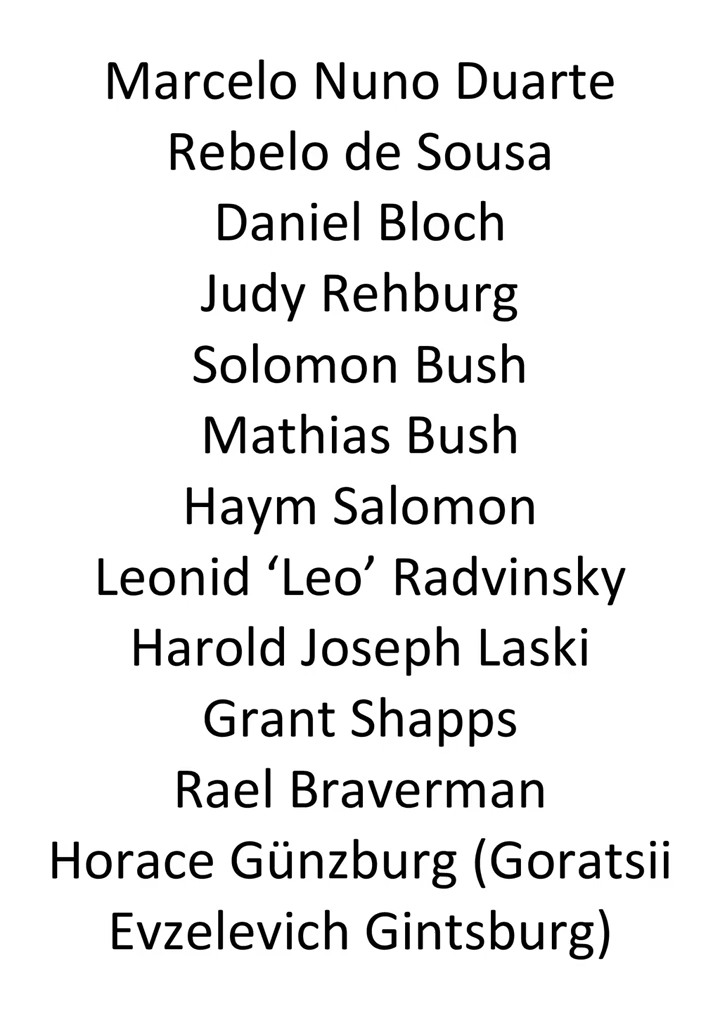 Marcelo Nuno Duarte
Rebelo de Sousa
Daniel Bloch
Judy Rehburg
Solomon Bush
Mathias Bush
Haym Salomon
Leonid ‘Leo’ Radvinsky
Harold Joseph Laski
Grant Shapps
Rael Braverman
Horace Günzburg (Goratsii
Evzelevich Gintsburg)